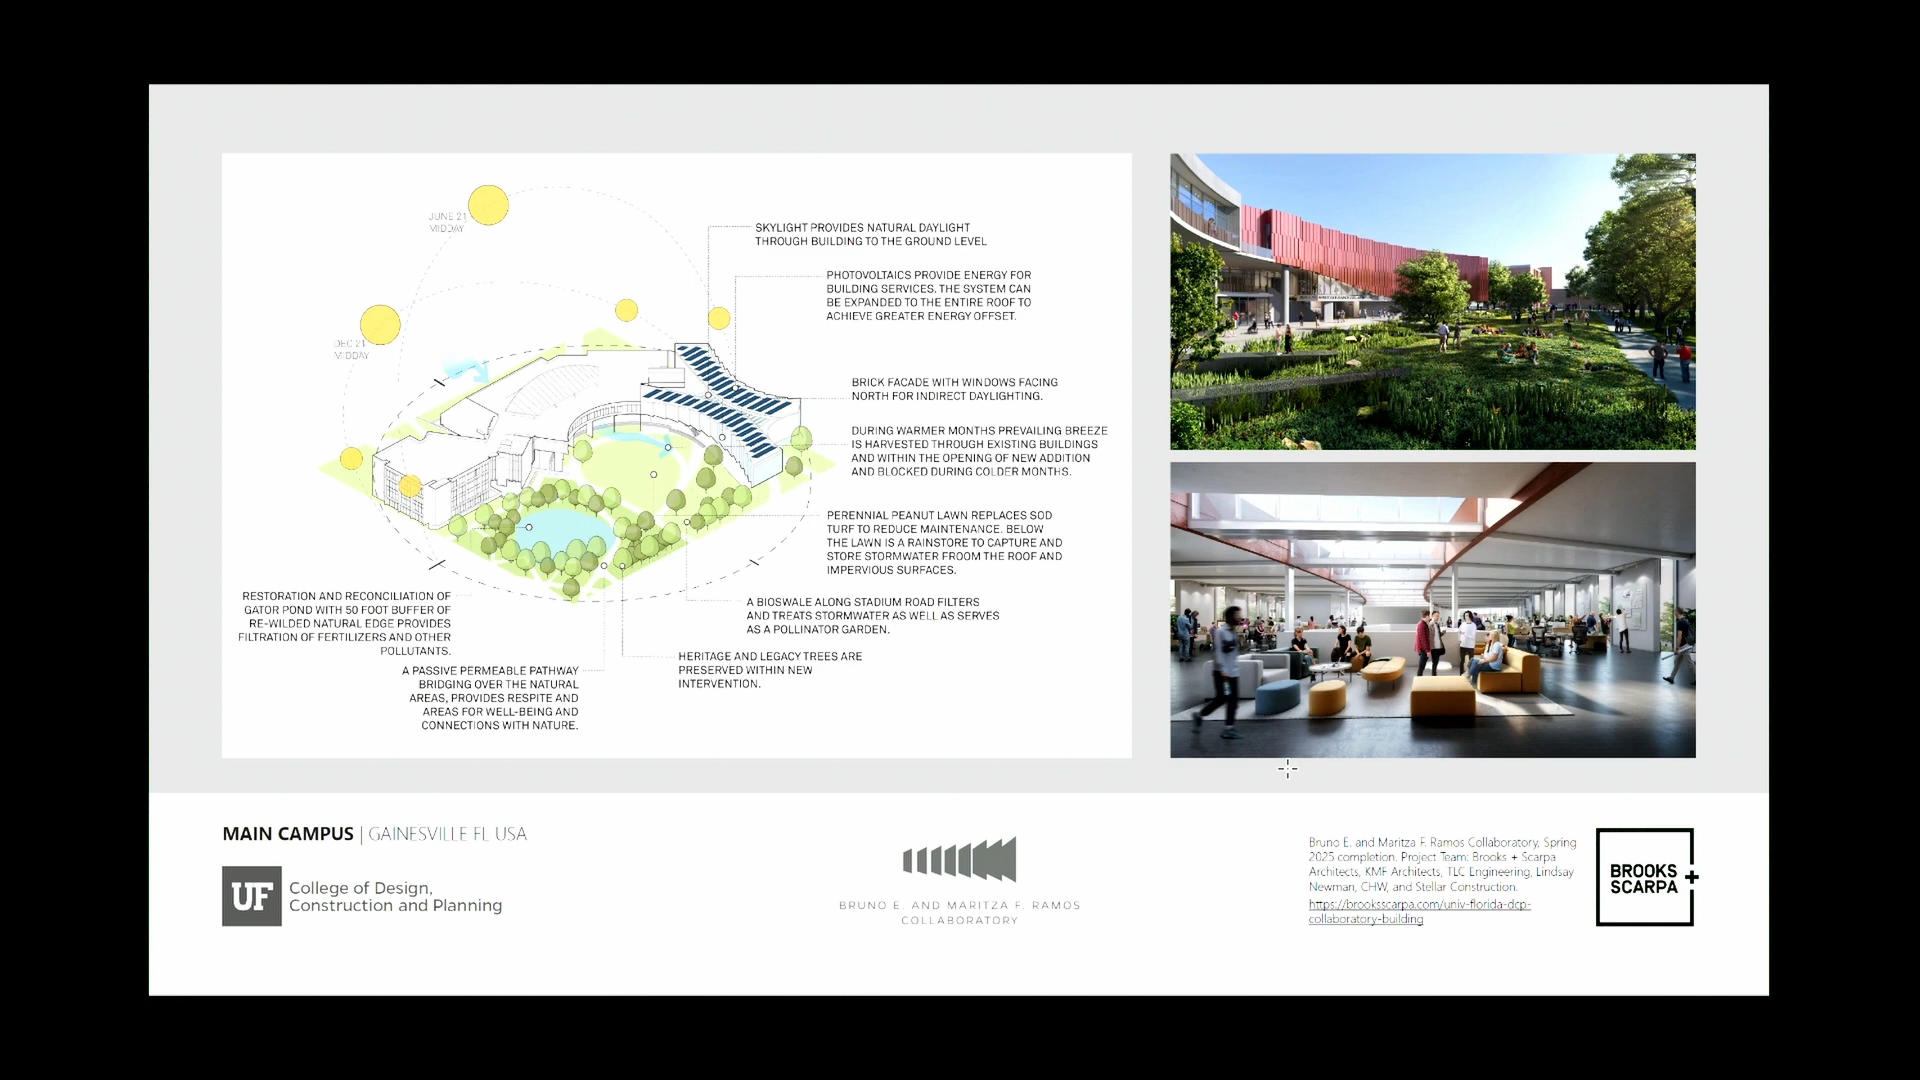 JUNE 21
MIDDAY
DEC 21
MIDDAY
SKYLIGHT PROVIDES NATURAL DAYLIGHT
THROUGH BUILDING TO THE GROUND LEVEL
PHOTOVOLTAICS PROVIDE ENERGY FOR
BUILDING SERVICES. THE SYSTEM CAN
BE EXPANDED TO THE ENTIRE ROOF TO
ACHIEVE GREATER ENERGY OFFSET.
BRICK FACADE WITH WINDOWS FACING
NORTH FOR INDIRECT DAYLIGHTING.
DURING WARMER MONTHS PREVAILING BREEZE
IS HARVESTED THROUGH EXISTING BUILDINGS
AND WITHIN THE OPENING OF NEW ADDITION
AND BLOCKED DURING COLDER MONTHS.
PERENNIAL PEANUT LAWN REPLACES SOD
TURF TO REDUCE MAINTENANCE. BELOW
THE LAWN IS A RAINSTORE TO CAPTURE AND
STORE STORMWATER FROOM THE ROOF AND
IMPERVIOUS SURFACES.
A BIOSWALE ALONG STADIUM ROAD FILTERS
AND TREATS STORMWATER AS WELL AS SERVES
AS A POLLINATOR GARDEN.
HERITAGE AND LEGACY TREES ARE
PRESERVED WITHIN NEW
INTERVENTION.
RESTORATION AND RECONCILIATION OF
GATOR POND WITH 50 FOOT BUFFER OF
RE-WILDED NATURAL EDGE PROVIDES
FILTRATION OF FERTILIZERS AND OTHER
POLLUTANTS.
A PASSIVE PERMEABLE PATHWAY
BRIDGING OVER THE NATURAL
AREAS, PROVIDES RESPITE AND
AREAS FOR WELL-BEING AND
CONNECTIONS WITH NATURE.
MAIN CAMPUS | GAINESVILLE FL USA
UF College of Design,
Construction and Planning
BRUNO E. AND MARITZA F. RAMOS
COLLABORATORY
Bruno E. and Maritza F. Ramos Collaboratory, Spring
2025 completion. Project Team: Brooks + Scarpa
Architects, KMF Architects, TLC Engineering, Lindsay
Newman, CHW, and Stellar Construction.
https://brooksscarpa.com/univ-florida-dcp-
collaboratory-building
BROOKS
SCARPA +